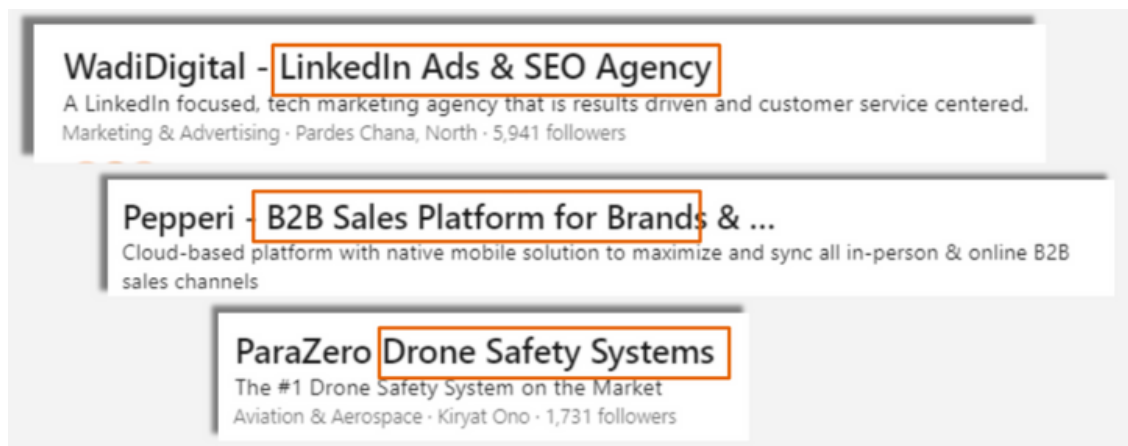 WadiDigital - LinkedIn Ads & SEO Agency
A LinkedIn focused, tech marketing agency that is results driven and customer service centered.
Marketing & Advertising · Pardes Chana, North · 5,941 followers
Pepperi - B2B Sales Platform for Brands & ...
Cloud-based platform with native mobile solution to maximize and sync all in-person & online B2B
sales channels
ParaZero Drone Safety Systems
The #1 Drone Safety System on the Market
Aviation & Aerospace · Kiryat Ono · 1,731 followers